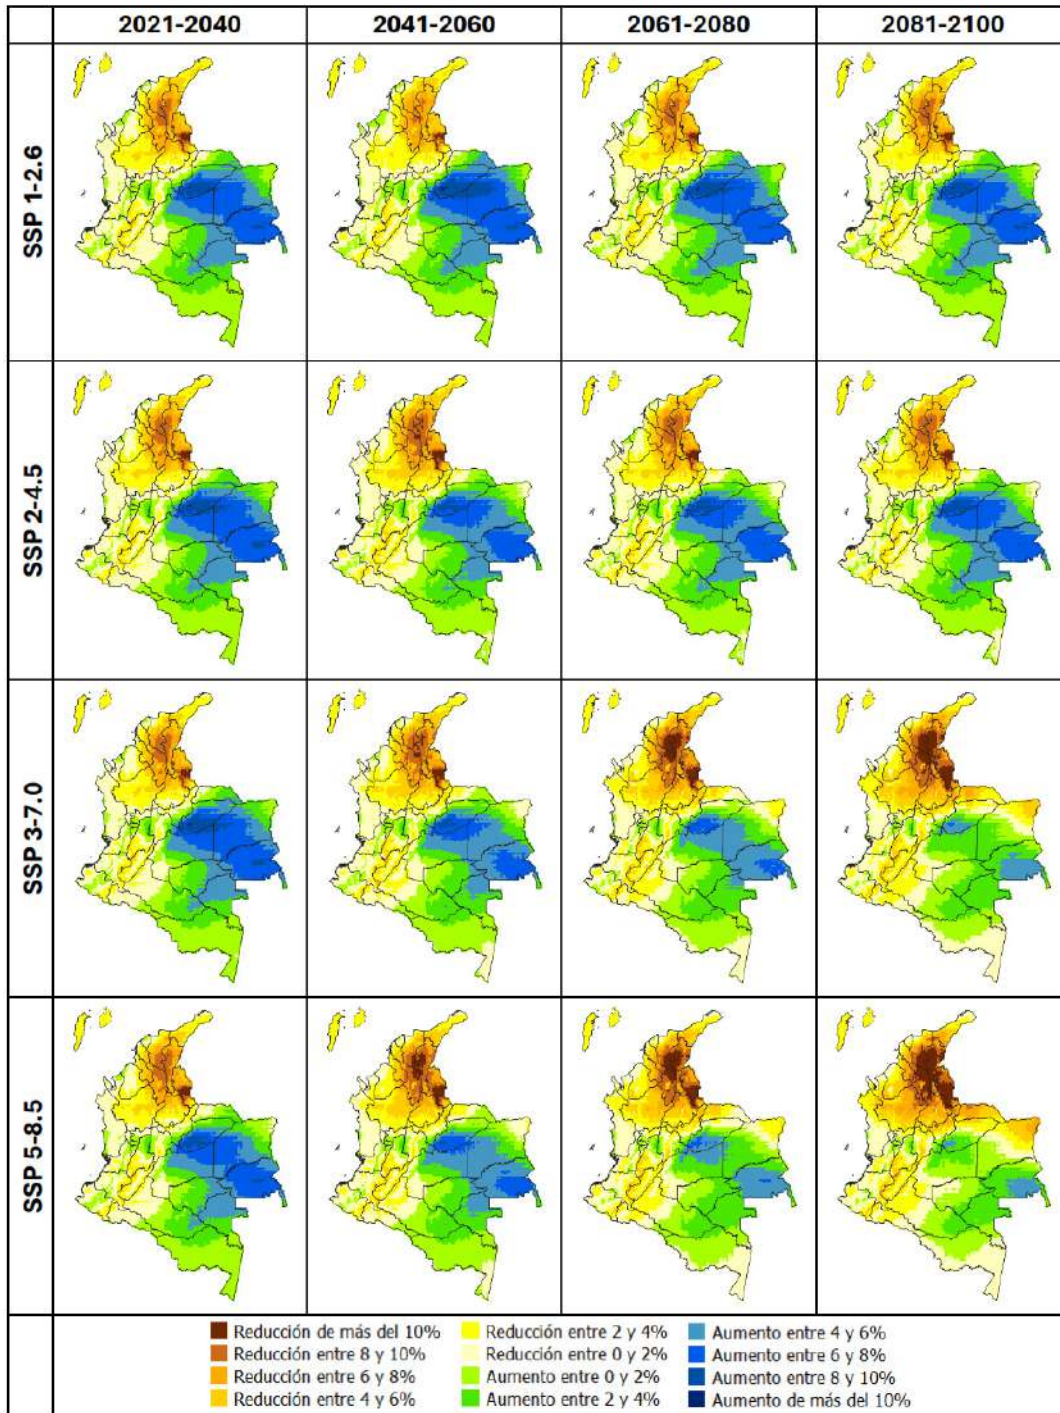 2021-2040 2041-2060 2061-2080 2081-2100
SSP 1-2.6
SSP 2-4.5
SSP 3-7.0
SSP 5-8.5
Reducción de más del 10% Reducción entre 2 y 4% Aumento entre 4 y 6%
Reducción entre 8 y 10% Reducción entre 0 y 2% Aumento entre 6 y 8%
Reducción entre 6 y 8% Aumento entre 0 y 2% Aumento entre 8 y 10%
Reducción entre 4 y 6% Aumento entre 2 y 4% Aumento de más del 10%